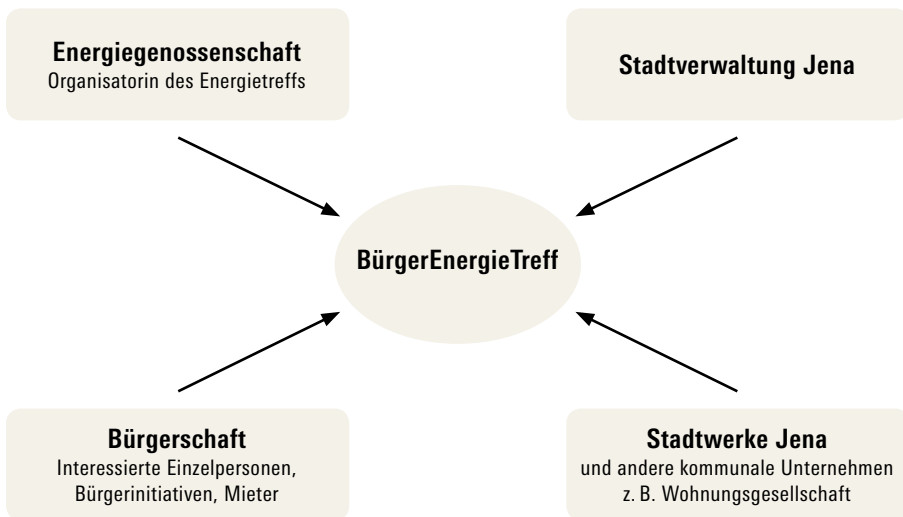 Energiegenossenschaft
Organisatorin des Energietreffs
Stadtverwaltung Jena
BürgerEnergieTreff
Bürgerschaft
Interessierte Einzelpersonen,
Bürgerinitiativen, Mieter
Stadtwerke Jena
und andere kommunale Unternehmen
z. B. Wohnungsgesellschaft